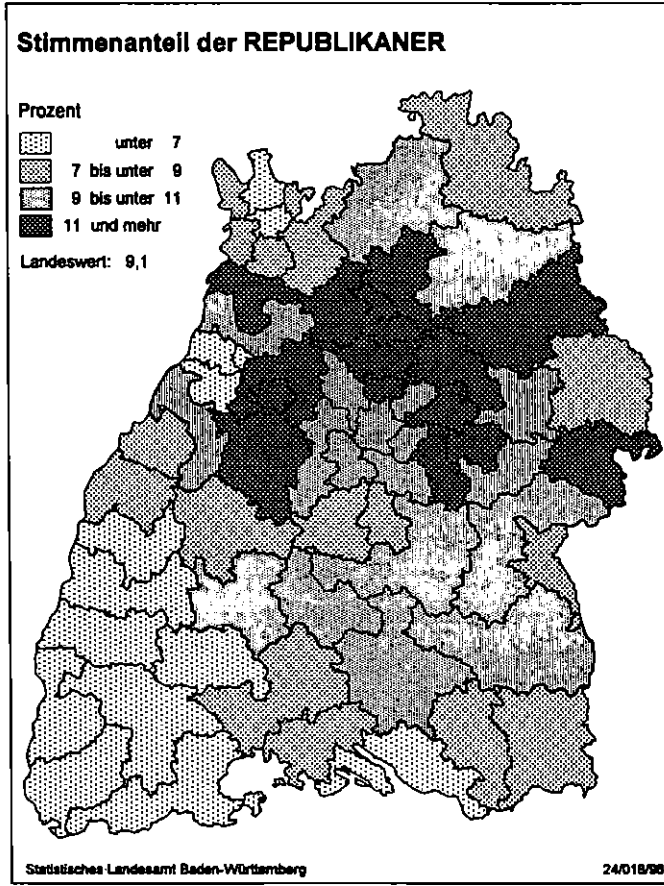 Stimmenanteil der REPUBLIKANER
Prozent
unter 7
7 bis unter 9
9 bis unter 11
11 und mehr
Landeswert: 9,1
Statistisches Landesamt Baden-Württemberg
24/018/96